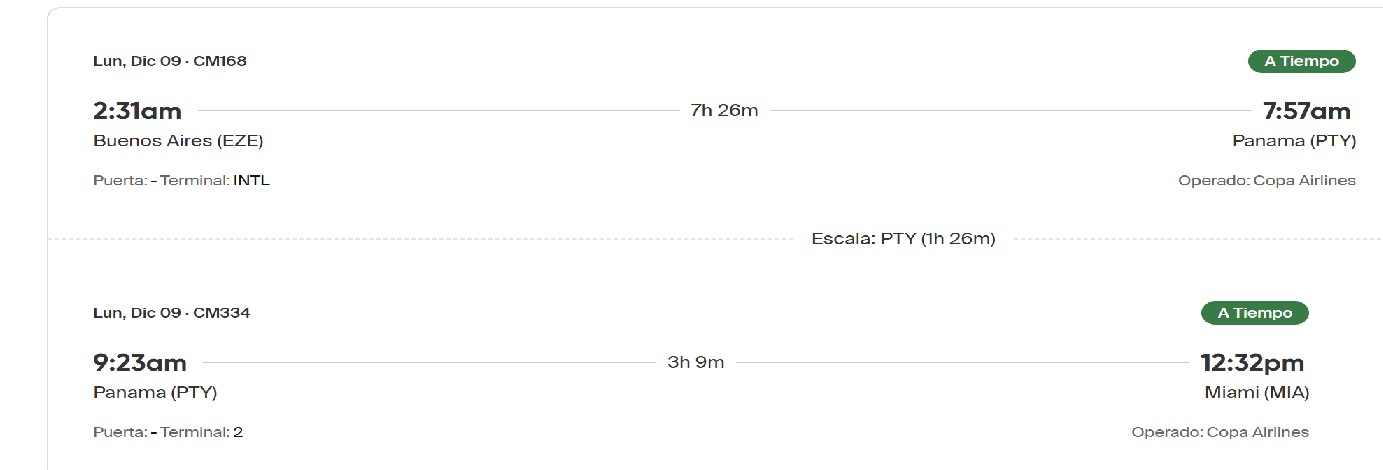 Lun, Dic 09 · CM168
A Tiempo
2:31am 7h 26m 7:57am
Buenos Aires (EZE) Panama (PTY)
Puerta: - Terminal: INTL Operado: Copa Airlines
Escala: PTY (1h 26m)
Lun, Dic 09 · CM334
A Tiempo
9:23am 3h 9m 12:32pm
Panama (PTY) Miami (MIA)
Puerta: - Terminal: 2 Operado: Copa Airlines